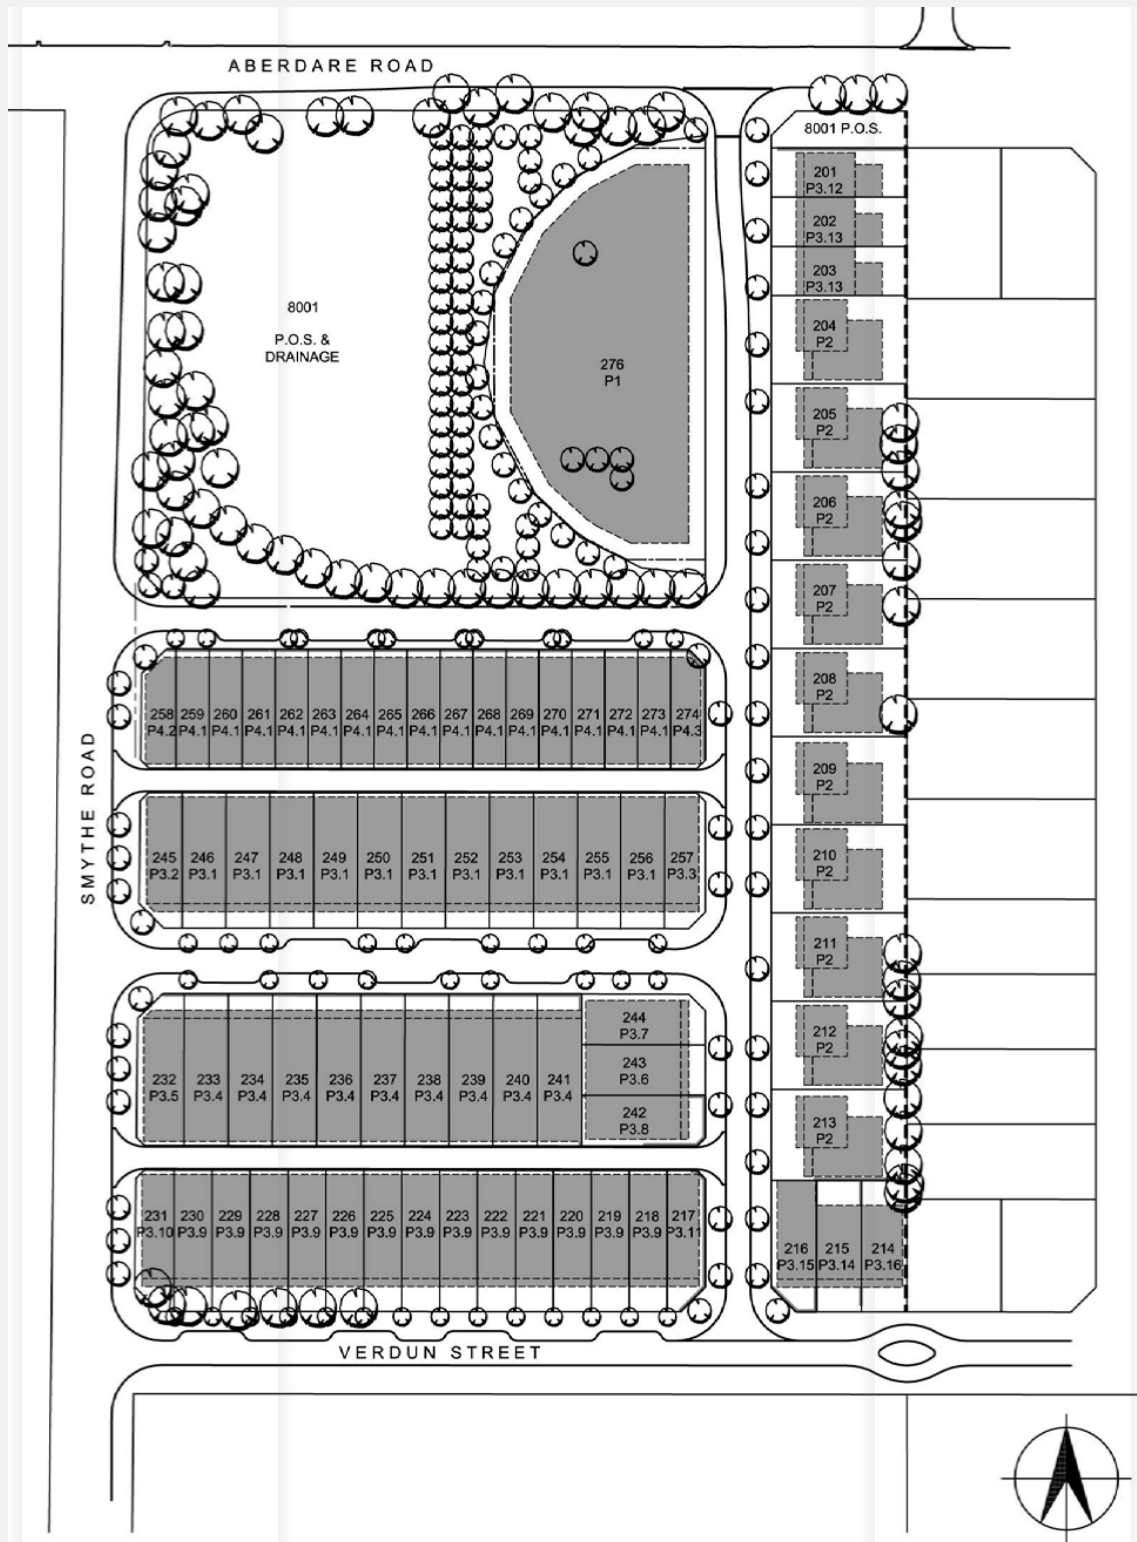 ABERDARE ROAD
8001 P.O.S.
201
P3.12
202
P3.13
203
P3.13
204
P2
205
P2
206
P2
207
P2
208
P2
209
P2
210
P2
211
P2
212
P2
213
P2
8001
P.O.S. &
DRAINAGE
276
P1
SMYTHE ROAD
258 259 260 261 262 263 264 265 266 267 268 269 270 271 272 273 274
P4.2 P4.1 P4.1 P4.1 P4.1 P4.1 P4.1 P4.1 P4.1 P4.1 P4.1 P4.1 P4.1 P4.1 P4.1 P4.1 P4.3
245 246 247 248 249 250 251 252 253 254 255 256 257
P3.2 P3.1 P3.1 P3.1 P3.1 P3.1 P3.1 P3.1 P3.1 P3.1 P3.1 P3.1 P3.3
244
P3.7
243
P3.6
242
P3.8
232 233 234 235 236 237 238 239 240 241
P3.5 P3.4 P3.4 P3.4 P3.4 P3.4 P3.4 P3.4 P3.4 P3.4
231 230 229 228 227 226 225 224 223 222 221 220 219 218 217
P3.10 P3.9 P3.9 P3.9 P3.9 P3.9 P3.9 P3.9 P3.9 P3.9 P3.9 P3.9 P3.9 P3.9 P3.11
216 215 214
P3.15 P3.14 P3.16
VERDUN STREET